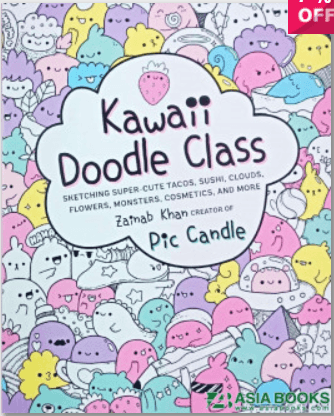 OFF
Kawaii
Doodle Class
SKETCHING SUPER-CUTE TACOS, SUSHI, CLOUDS,
FLOWERS, MONSTERS, COSMETICS, AND MORE
Zainab Khan CREATOR OF
Pic Candle
ASIA BOOKS